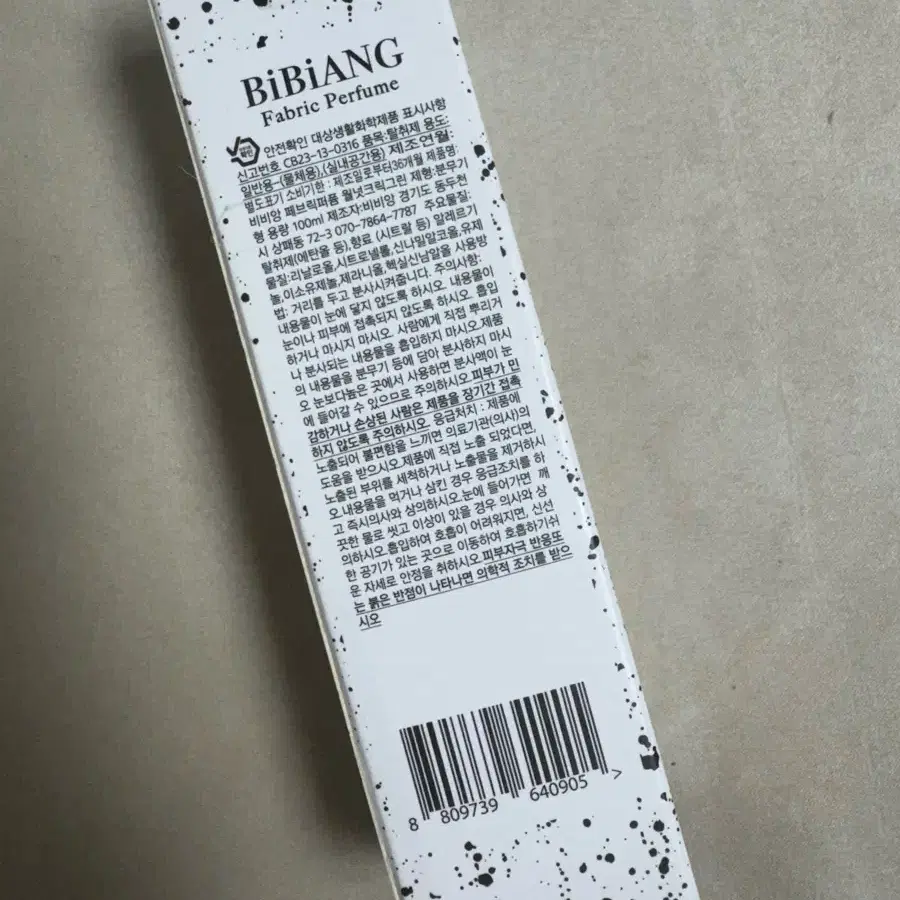 BiBiANG
Fabric Perfume
안전확인 대상생활화학제품 표시사항
신고번호 CB23-13-0316 품목:탈취제 용도:
일반용 (물체용),(실내공간용) 제조연월:
별도표기 소비기한 : 제조일로부터36개월 제품명:
비비앙 패브릭퍼퓸 월넛크릭그린 제형:분무기
형 용량 100ml 제조자:비비앙 경기도 동두천
시 상패동 72-3 070-7864-7787 주요물질:
탈취제(에탄올 등),향료 (시트랄 등) 알레르기
물질:리날로올,시트로넬롤,신나밀알코올,유제
놀,이소유제놀,제라니올,헥실신남알 사용방
법: 거리를 두고 분사시켜줍니다. 주의사항:
내용물이 눈에 닿지 않도록 하시오. 내용물이
눈이나 피부에 접촉되지 않도록 하시오. 흡입
하거나 마시지 마시오. 사람에게 직접 뿌리거
나 분사되는 내용물을 흡입하지 마시오.제품
의 내용물을 분무기 등에 담아 분사하지 마시
오 눈보다높은 곳에서 사용하면 분사액이 눈
에 들어갈 수 있으므로 주의하시오 피부가 민
감하거나 손상된 사람은 제품을 장기간 접촉
하지 않도록 주의하시오 응급처치 : 제품에
노출되어 불편함을 느끼면 의료기관(의사)의
도움을 받으시오.제품에 직접 노출 되었다면,
노출된 부위를 세척하거나 노출물을 제거하시
오.내용물을 먹거나 삼킨 경우 응급조치를 하
고 즉시의사와 상의하시오.눈에 들어가면 깨
끗한 물로 씻고 이상이 있을 경우 의사와 상
의하시오.흡입하여 호흡이 어려워지면, 신선
한 공기가 있는 곳으로 이동하여 호흡하기쉬
운 자세로 안정을 취하시오 피부자극 반응또
는 붉은 반점이 나타나면 의학적 조치를 받으
시오
8 809739 640905 >